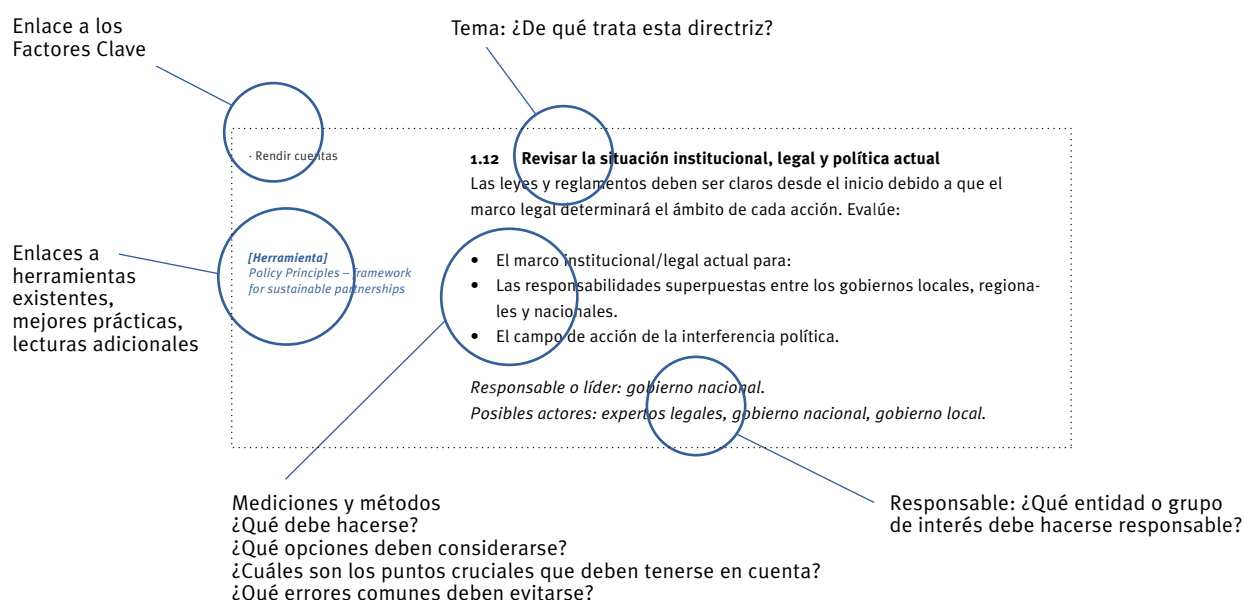 Enlace a los
Factores Clave
Tema: ¿De qué trata esta directriz?
· Rendir cuentas
1.12 Revisar la situación institucional, legal y política actual
Las leyes y reglamentos deben ser claros desde el inicio debido a que el
marco legal determinará el ámbito de cada acción. Evalúe:
Enlaces a
herramientas
existentes,
mejores prácticas,
lecturas adicionales
[Herramienta]
Policy Principles – framework
for sustainable partnerships
• El marco institucional/legal actual para:
• Las responsabilidades superpuestas entre los gobiernos locales, regiona-
les y nacionales.
• El campo de acción de la interferencia política.
Responsable o líder: gobierno nacional.
Posibles actores: expertos legales, gobierno nacional, gobierno local.
Mediciones y métodos
¿Qué debe hacerse?
¿Qué opciones deben considerarse?
¿Cuáles son los puntos cruciales que deben tenerse en cuenta?
¿Qué errores comunes deben evitarse?
Responsable: ¿Qué entidad o grupo
de interés debe hacerse responsable?